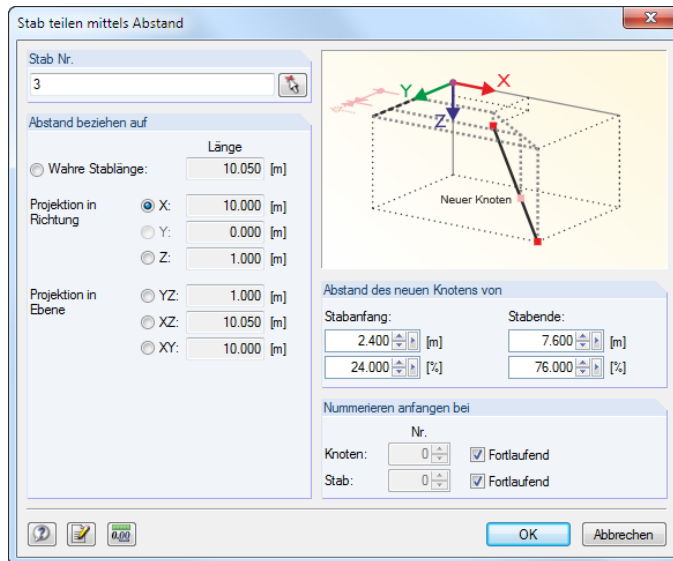 Stab teilen mittels Abstand
Stab Nr.
3
Abstand beziehen auf
Länge
Wahre Stablänge: 10.050 [m]
Projektion in Richtung
X: 10.000 [m]
Y: 0.000 [m]
Z: 1.000 [m]
Projektion in Ebene
YZ: 1.000 [m]
XZ: 10.050 [m]
XY: 10.000 [m]
Y X
Z
Neuer Knoten
Abstand des neuen Knotens von
Stabanfang: Stabende:
2.400 [m] 7.600 [m]
24.000 [%] 76.000 [%]
Nummerieren anfangen bei
Nr.
Knoten: 0 Fortlaufend
Stab: 0 Fortlaufend
0.00 OK Abbrechen